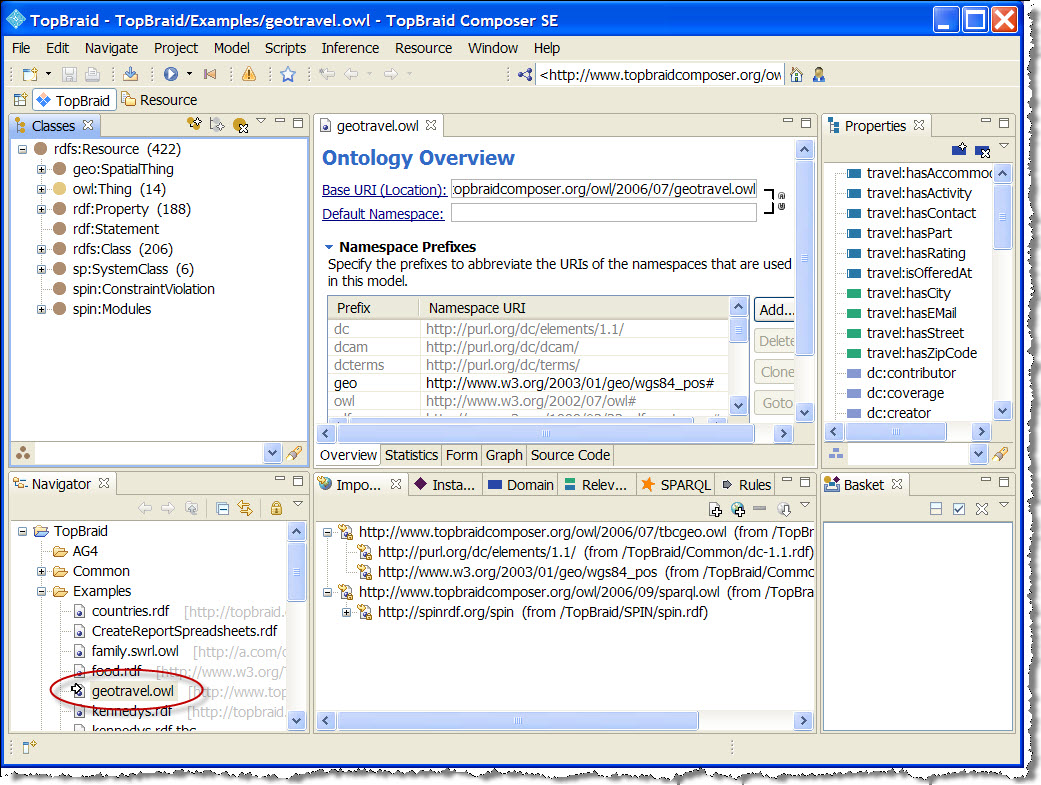 TopBraid - TopBraid/Examples/geotravel.owl - TopBraid Composer SE
File Edit Navigate Project Model Scripts Inference Resource Window Help
<http://www.topbraidcomposer.org/ow
TopBraid Resource
Classes
rdfs:Resource (422)
geo:SpatialThing
owl:Thing (14)
rdf:Property (188)
rdf:Statement
rdfs:Class (206)
sp:SystemClass (6)
spin:ConstraintViolation
spin:Modules
geotravel.owl
Ontology Overview
Base URI (Location): :opbraidcomposer.org/owl/2006/07/geotravel.owl
Default Namespace:
Namespace Prefixes
Specify the prefixes to abbreviate the URIs of the namespaces that are used
in this model.
Prefix Namespace URI
dc http://purl.org/dc/elements/1.1/
dcam http://purl.org/dc/dcam/
dcterms http://purl.org/dc/terms/
geo http://www.w3.org/2003/01/geo/wgs84_pos#
owl http://www.w3.org/2002/07/owl#
Add...
Delete
Clone
Goto
Overview Statistics Form Graph Source Code
Properties
travel:hasAccommo
travel:hasActivity
travel:hasContact
travel:hasPart
travel:hasRating
travel:isOfferedAt
travel:hasCity
travel:hasEMail
travel:hasStreet
travel:hasZipCode
dc:contributor
dc:coverage
dc:creator
Navigator
TopBraid
AG4
Common
Examples
countries.rdf [http://topbraid.
CreateReportSpreadsheets.rdf
family.swrl.owl [http://a.com/
food.rdf [http://www.w3.org/
geotravel.owl [http://www.top
kennedys.rdf [http://topbraid.
kennedys.rdf.tbc
Impo... Insta... Domain Relev... SPARQL Rules
http://www.topbraidcomposer.org/owl/2006/07/tbcgeo.owl (from /TopBr
http://purl.org/dc/elements/1.1/ (from /TopBraid/Common/dc-1.1.rdf)
http://www.w3.org/2003/01/geo/wgs84_pos (from /TopBraid/Commo
http://www.topbraidcomposer.org/owl/2006/09/sparql.owl (from /TopBra
http://spinrdf.org/spin (from /TopBraid/SPIN/spin.rdf)
Basket